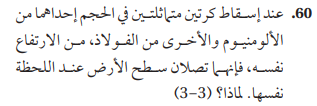 60. عند إسقاط كرتين متماثلتين في الحجم إحداهما من
الألومنيوم والأخرى من الفولاذ، من الارتفاع
نفسه، فإنهما تصلان سطح الأرض عند اللحظة
نفسها. لماذا؟ (3-3)